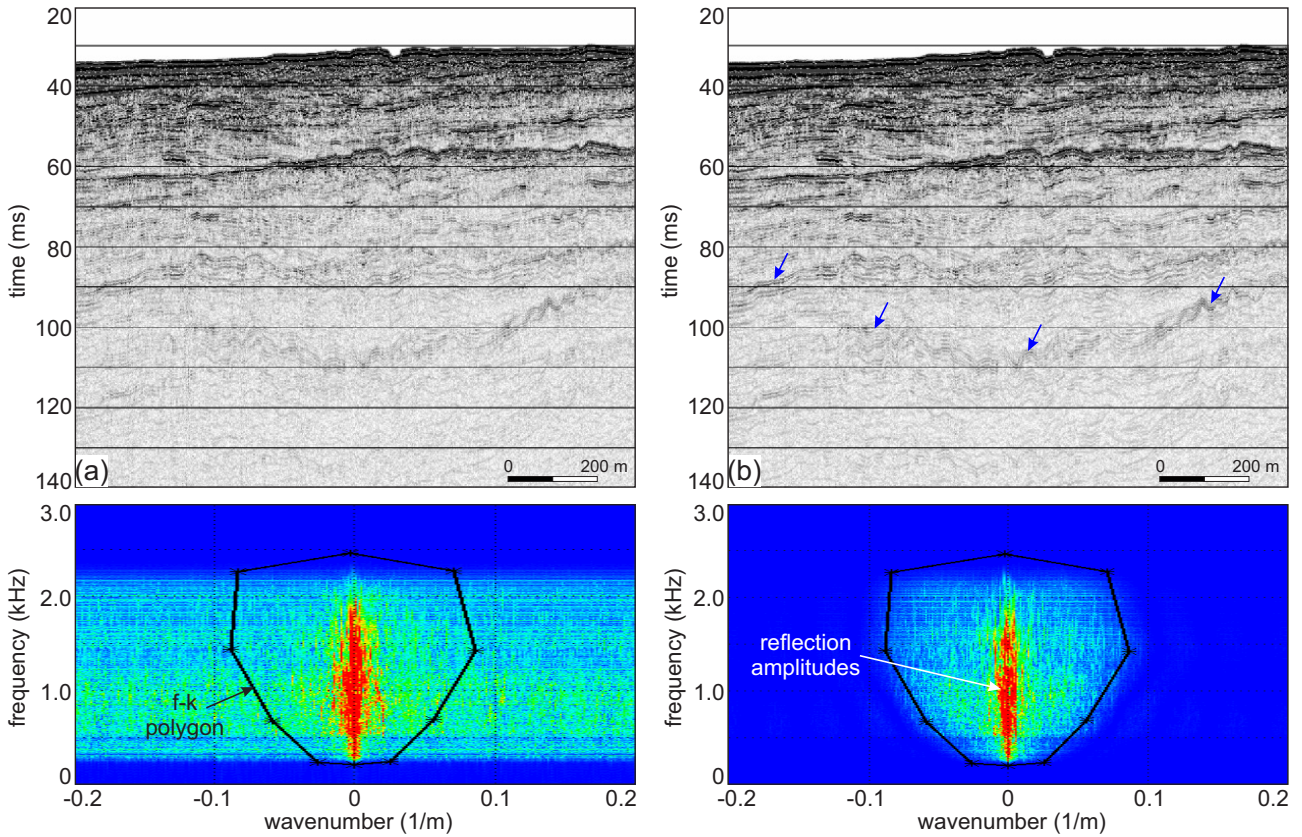 20
40
60
80
100
120
140
time (ms)
(a)
0 200 m
20
40
60
80
100
120
140
time (ms)
(b)
0 200 m
3.0
2.0
1.0
0
frequency (kHz)
f-k
polygon
-0.2 -0.1 0 0.1 0.2
wavenumber (1/m)
3.0
2.0
1.0
0
frequency (kHz)
reflection
amplitudes
-0.2 -0.1 0 0.1 0.2
wavenumber (1/m)